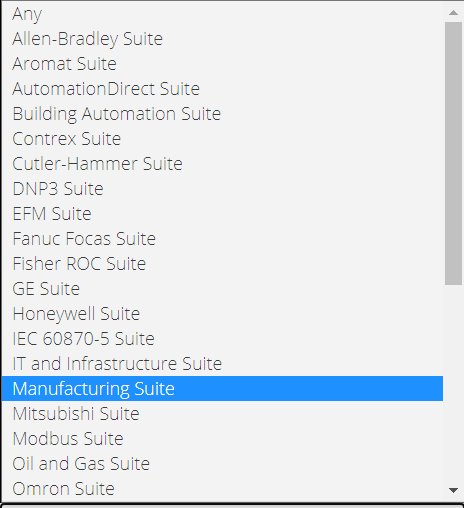 Any
Allen-Bradley Suite
Aromat Suite
AutomationDirect Suite
Building Automation Suite
Contrex Suite
Cutler-Hammer Suite
DNP3 Suite
EFM Suite
Fanuc Focas Suite
Fisher ROC Suite
GE Suite
Honeywell Suite
IEC 60870-5 Suite
IT and Infrastructure Suite
Manufacturing Suite
Mitsubishi Suite
Modbus Suite
Oil and Gas Suite
Omron Suite